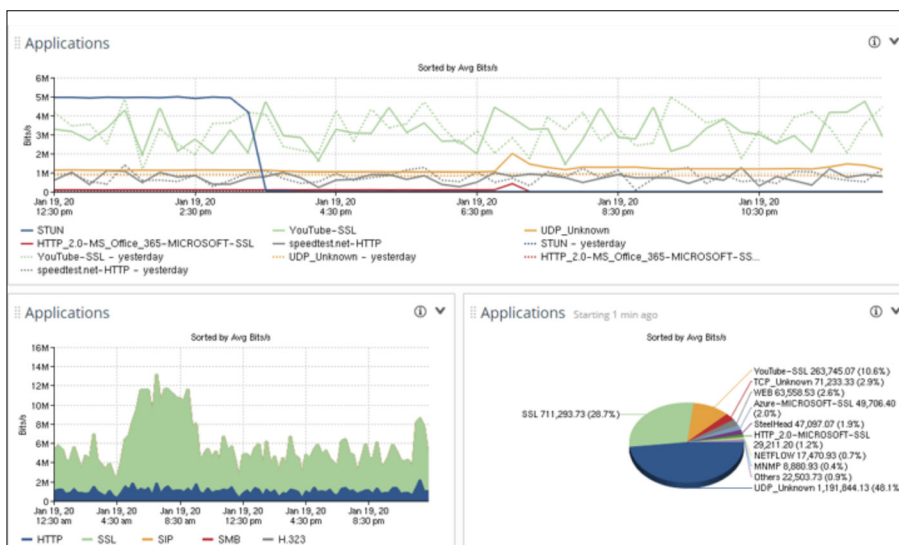 Applications
Sorted by Avg Bits/s
6M
5M
4M
3M
2M
1M
0
Bits/s
Jan 19, 20 Jan 19, 20 Jan 19, 20 Jan 19, 20 Jan 19, 20 Jan 19, 20
12:30 pm 2:30 pm 4:30 pm 6:30 pm 8:30 pm 10:30 pm
STUN YouTube-SSL UDP_Unknown
HTTP_2.0-MS_Office_365-MICROSOFT-SSL speedtest.net-HTTP STUN - yesterday
YouTube-SSL - yesterday UDP_Unknown - yesterday HTTP_2.0-MS_Office_365-MICROSOFT-SS...
speedtest.net-HTTP - yesterday
Applications
Sorted by Avg Bits/s
16M
14M
12M
10M
8M
6M
4M
2M
0
Bits/s
Jan 19, 20 Jan 19, 20 Jan 19, 20 Jan 19, 20 Jan 19, 20 Jan 19, 20
12:30 am 4:30 am 8:30 am 12:30 pm 4:30 pm 8:30 pm
HTTP SSL SIP SMB H.323
Applications Starting 1 min ago
Sorted by Avg Bits/s
YouTube-SSL 263,745.07 (10.6%)
TCP_Unknown 71,233.33 (2.9%)
WEB 63,558.53 (2.6%)
Azure-MICROSOFT-SSL 49,706.40
(2.0%)
SSL 711,293.73 (28.7%)
SteelHead 47,097.07 (1.9%)
HTTP_2.0-MICROSOFT-SSL
29,211.20 (1.2%)
NETFLOW 17,470.93 (0.7%)
MNMP 8,880.93 (0.4%)
Others 22,503.73 (0.9%)
UDP_Unknown 1,191,844.13 (48.1%)